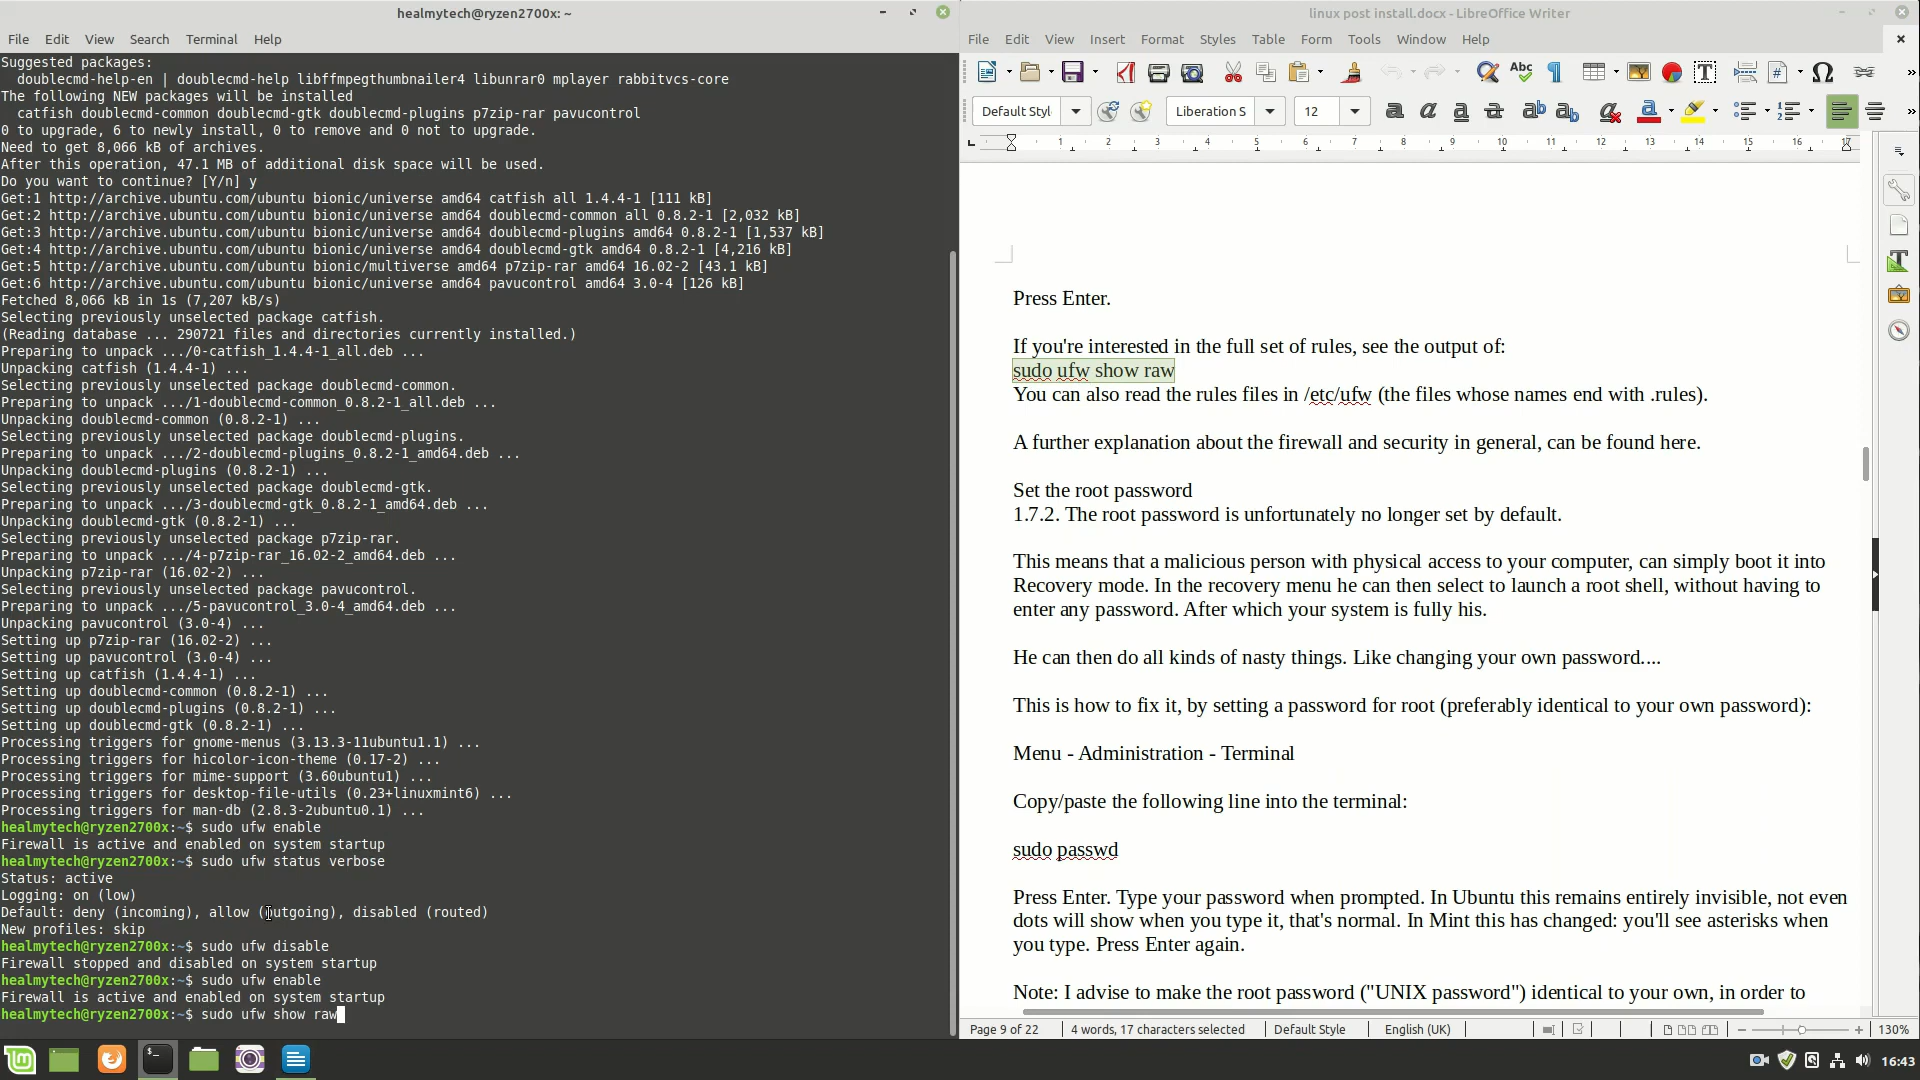 healmytech@ryzen2700x: ~
File Edit View Search Terminal Help
Suggested packages:
doublecmd-help-en | doublecmd-help libffmpegthumbnailer4 libunrar0 mplayer rabbitvcs-core
The following NEW packages will be installed
catfish doublecmd-common doublecmd-gtk doublecmd-plugins p7zip-rar pavucontrol
0 to upgrade, 6 to newly install, 0 to remove and 0 not to upgrade.
Need to get 8,066 kB of archives.
After this operation, 47.1 MB of additional disk space will be used.
Do you want to continue? [Y/n] y
Get:1 http://archive.ubuntu.com/ubuntu bionic/universe amd64 catfish all 1.4.4-1 [111 kB]
Get:2 http://archive.ubuntu.com/ubuntu bionic/universe amd64 doublecmd-common all 0.8.2-1 [2,032 kB]
Get:3 http://archive.ubuntu.com/ubuntu bionic/universe amd64 doublecmd-plugins amd64 0.8.2-1 [1,537 kB]
Get:4 http://archive.ubuntu.com/ubuntu bionic/universe amd64 doublecmd-gtk amd64 0.8.2-1 [4,216 kB]
Get:5 http://archive.ubuntu.com/ubuntu bionic/multiverse amd64 p7zip-rar amd64 16.02-2 [43.1 kB]
Get:6 http://archive.ubuntu.com/ubuntu bionic/universe amd64 pavucontrol amd64 3.0-4 [126 kB]
Fetched 8,066 kB in 1s (7,207 kB/s)
Selecting previously unselected package catfish.
(Reading database ... 290721 files and directories currently installed.)
Preparing to unpack .../0-catfish_1.4.4-1_all.deb ...
Unpacking catfish (1.4.4-1) ...
Selecting previously unselected package doublecmd-common.
Preparing to unpack .../1-doublecmd-common_0.8.2-1_all.deb ...
Unpacking doublecmd-common (0.8.2-1) ...
Selecting previously unselected package doublecmd-plugins.
Preparing to unpack .../2-doublecmd-plugins_0.8.2-1_amd64.deb ...
Unpacking doublecmd-plugins (0.8.2-1) ...
Selecting previously unselected package doublecmd-gtk.
Preparing to unpack .../3-doublecmd-gtk_0.8.2-1_amd64.deb ...
Unpacking doublecmd-gtk (0.8.2-1) ...
Selecting previously unselected package p7zip-rar.
Preparing to unpack .../4-p7zip-rar_16.02-2_amd64.deb ...
Unpacking p7zip-rar (16.02-2) ...
Selecting previously unselected package pavucontrol.
Preparing to unpack .../5-pavucontrol_3.0-4_amd64.deb ...
Unpacking pavucontrol (3.0-4) ...
Setting up p7zip-rar (16.02-2) ...
Setting up pavucontrol (3.0-4) ...
Setting up catfish (1.4.4-1) ...
Setting up doublecmd-common (0.8.2-1) ...
Setting up doublecmd-plugins (0.8.2-1) ...
Setting up doublecmd-gtk (0.8.2-1) ...
Processing triggers for gnome-menus (3.13.3-11ubuntu1.1) ...
Processing triggers for hicolor-icon-theme (0.17-2) ...
Processing triggers for mime-support (3.60ubuntu1) ...
Processing triggers for desktop-file-utils (0.23+linuxmint6) ...
Processing triggers for man-db (2.8.3-2ubuntu0.1) ...
healmytech@ryzen2700x:~$ sudo ufw enable
Firewall is active and enabled on system startup
healmytech@ryzen2700x:~$ sudo ufw status verbose
Status: active
Logging: on (low)
Default: deny (incoming), allow (outgoing), disabled (routed)
New profiles: skip
healmytech@ryzen2700x:~$ sudo ufw disable
Firewall stopped and disabled on system startup
healmytech@ryzen2700x:~$ sudo ufw enable
Firewall is active and enabled on system startup
healmytech@ryzen2700x:~$ sudo ufw show raw
linux post install.docx - LibreOffice Writer
File Edit View Insert Format Styles Table Form Tools Window Help
Default Styl Liberation S 12
1 2 3 4 5 6 7 8 9 10 11 12 13 14 15 16 17
Press Enter.
If you're interested in the full set of rules, see the output of:
sudo ufw show raw
You can also read the rules files in /etc/ufw (the files whose names end with .rules).
A further explanation about the firewall and security in general, can be found here.
Set the root password
1.7.2. The root password is unfortunately no longer set by default.
This means that a malicious person with physical access to your computer, can simply boot it into
Recovery mode. In the recovery menu he can then select to launch a root shell, without having to
enter any password. After which your system is fully his.
He can then do all kinds of nasty things. Like changing your own password....
This is how to fix it, by setting a password for root (preferably identical to your own password):
Menu - Administration - Terminal
Copy/paste the following line into the terminal:
sudo passwd
Press Enter. Type your password when prompted. In Ubuntu this remains entirely invisible, not even
dots will show when you type it, that's normal. In Mint this has changed: you'll see asterisks when
you type. Press Enter again.
Note: I advise to make the root password ("UNIX password") identical to your own, in order to
Page 9 of 22 4 words, 17 characters selected Default Style English (UK) 130%
16:43